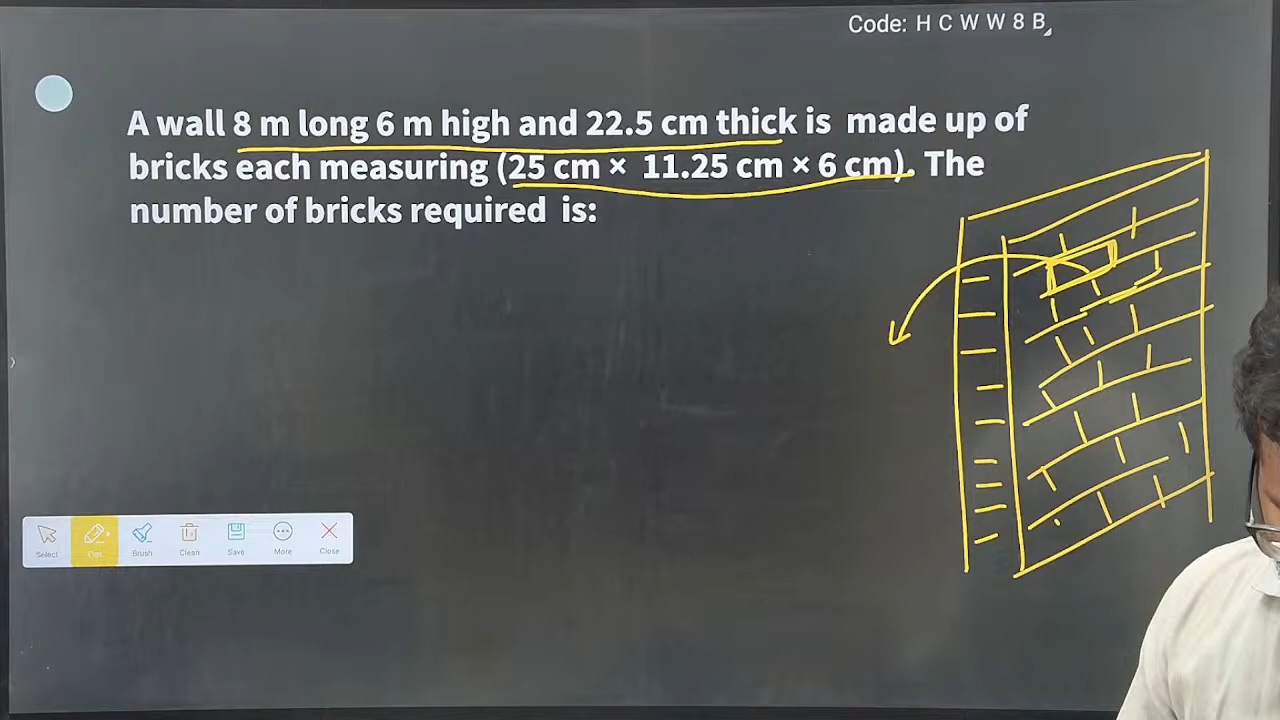 Code: H C W W 8 B
A wall 8 m long 6 m high and 22.5 cm thick is made up of
bricks each measuring (25 cm × 11.25 cm × 6 cm). The
number of bricks required is:
Select
Brush
Clean
Save
More
Close